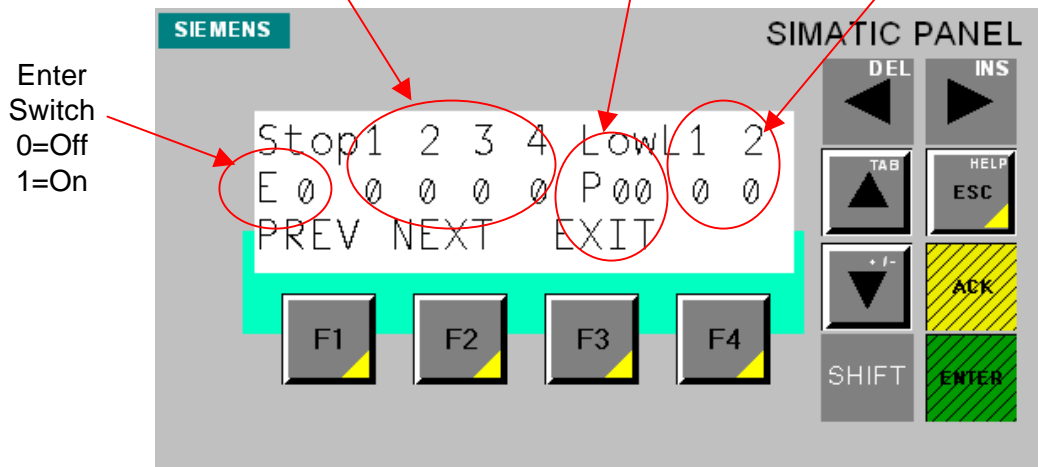 SIEMENS
SIMATIC PANEL
Enter
Switch
0=Off
1=On
DEL
INS
Stop1 2 3 4 LowL1 2
E 0 0 0 0 0 P00 0 0
PREV NEXT EXIT
TAB
HELP
ESC
+/-
ACK
F1 F2 F3 F4
SHIFT
ENTER